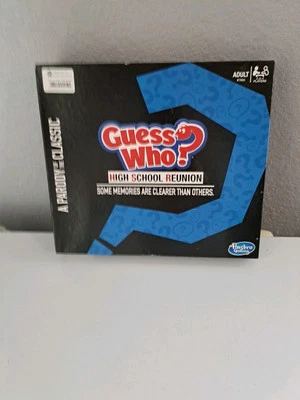 ADULT
Guess
Who?
HIGH SCHOOL REUNION
SOME MEMORIES ARE CLEARER THAN OTHERS.
A PARODY OF THE CLASSIC
Hasbro
Gaming